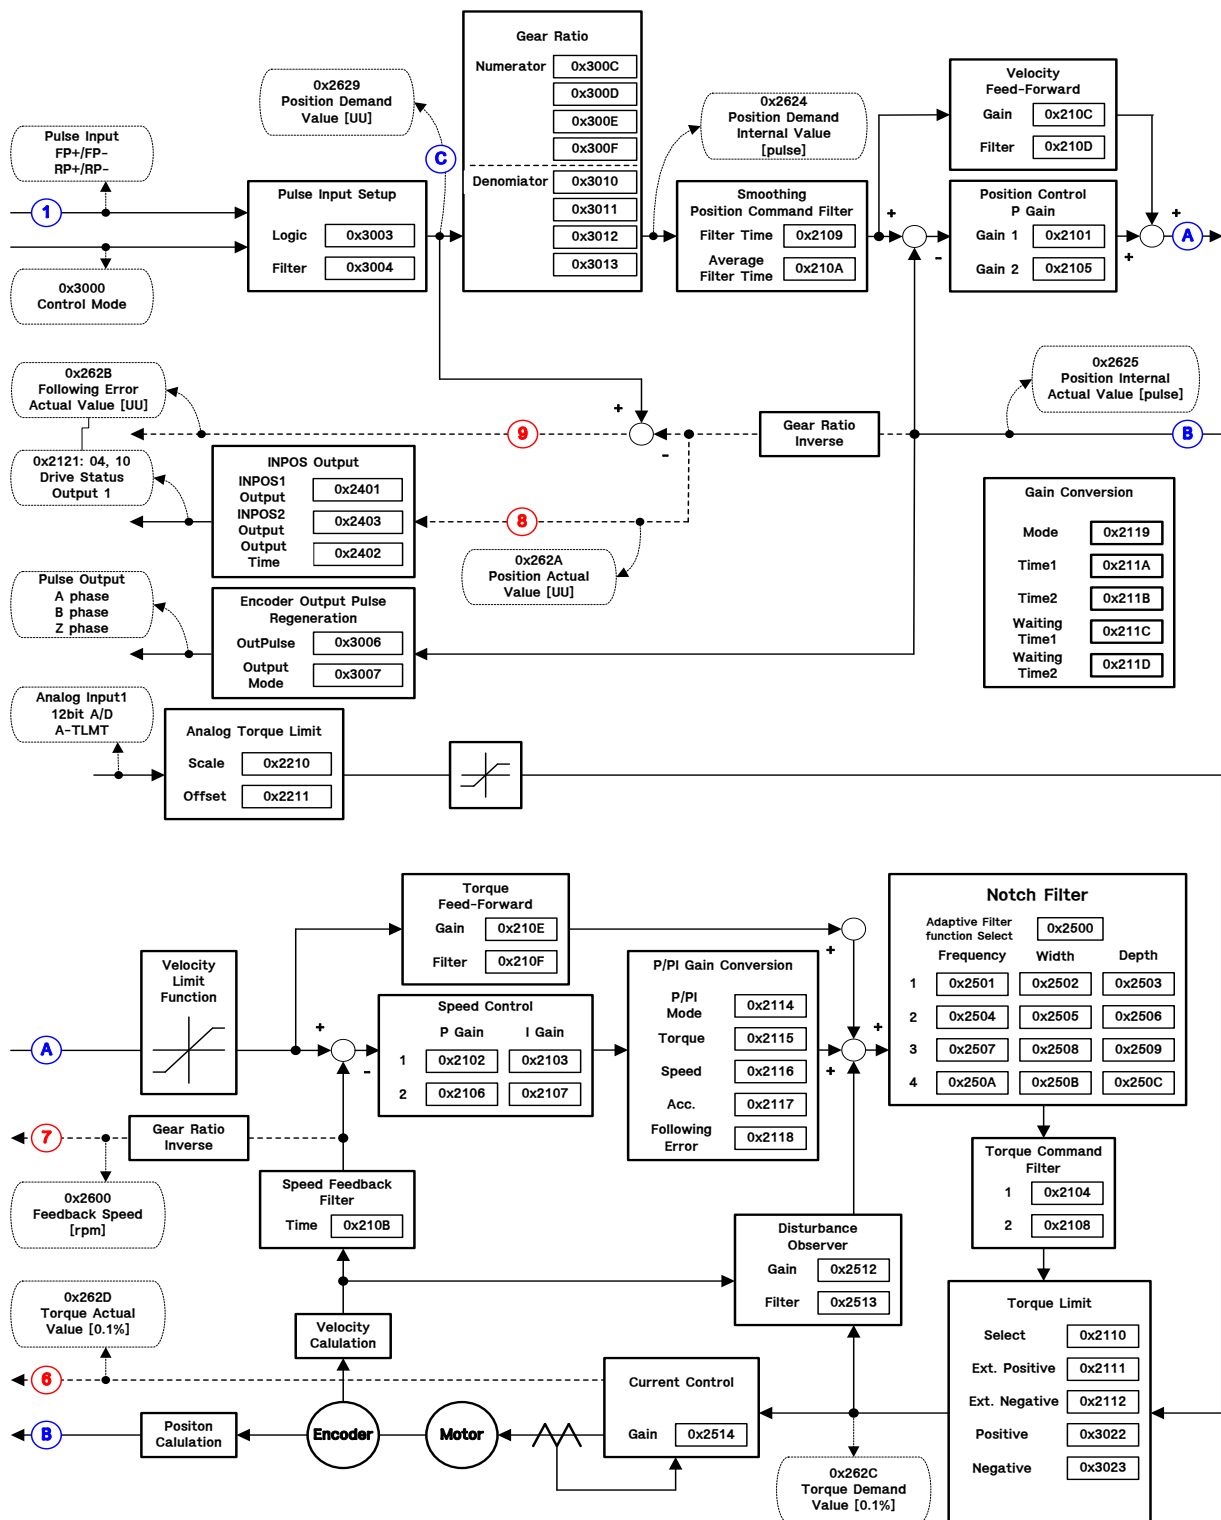 Gear Ratio
Numerator 0x300C
0x300D
0x300E
0x300F
Denomiator 0x3010
0x3011
0x3012
0x3013
0x2629
Position Demand
Value [UU]
Pulse Input
FP+/FP-
RP+/RP-
C
1
0x3000
Control Mode
Pulse Input Setup
Logic 0x3003
Filter 0x3004
0x2624
Position Demand
Internal Value
[pulse]
Smoothing
Position Command Filter
Filter Time 0x2109
Average
Filter Time 0x210A
Velocity
Feed-Forward
Gain 0x210C
Filter 0x210D
Position Control
P Gain
Gain 1 0x2101
Gain 2 0x2105
+
-
+
+
A
0x262B
Following Error
Actual Value [UU]
0x2121: 04, 10
Drive Status
Output 1
9
+
-
Gear Ratio
Inverse
0x2625
Position Internal
Actual Value [pulse]
B
INPOS Output
INPOS1
Output 0x2401
INPOS2
Output 0x2403
Output
Time 0x2402
8
0x262A
Position Actual
Value [UU]
Gain Conversion
Mode 0x2119
Time1 0x211A
Time2 0x211B
Waiting
Time1 0x211C
Waiting
Time2 0x211D
Pulse Output
A phase
B phase
Z phase
Encoder Output Pulse
Regeneration
OutPulse 0x3006
Output
Mode 0x3007
Analog Input1
12bit A/D
A-TLMT
Analog Torque Limit
Scale 0x2210
Offset 0x2211
Torque
Feed-Forward
Gain 0x210E
Filter 0x210F
Velocity
Limit
Function
A
+
-
Speed Control
P Gain I Gain
1 0x2102 0x2103
2 0x2106 0x2107
P/PI Gain Conversion
P/PI
Mode 0x2114
Torque 0x2115
Speed 0x2116
Acc. 0x2117
Following
Error 0x2118
+
+
+
Notch Filter
Adaptive Filter
function Select 0x2500
Frequency Width Depth
1 0x2501 0x2502 0x2503
2 0x2504 0x2505 0x2506
3 0x2507 0x2508 0x2509
4 0x250A 0x250B 0x250C
7
Gear Ratio
Inverse
0x2600
Feedback Speed
[rpm]
Speed Feedback
Filter
Time 0x210B
Torque Command
Filter
1 0x2104
2 0x2108
Disturbance
Observer
Gain 0x2512
Filter 0x2513
0x262D
Torque Actual
Value [0.1%]
Velocity
Calulation
6
Torque Limit
Select 0x2110
Ext. Positive 0x2111
Ext. Negative 0x2112
Positive 0x3022
Negative 0x3023
B
Positon
Calulation
Encoder
Motor
Current Control
Gain 0x2514
0x262C
Torque Demand
Value [0.1%]